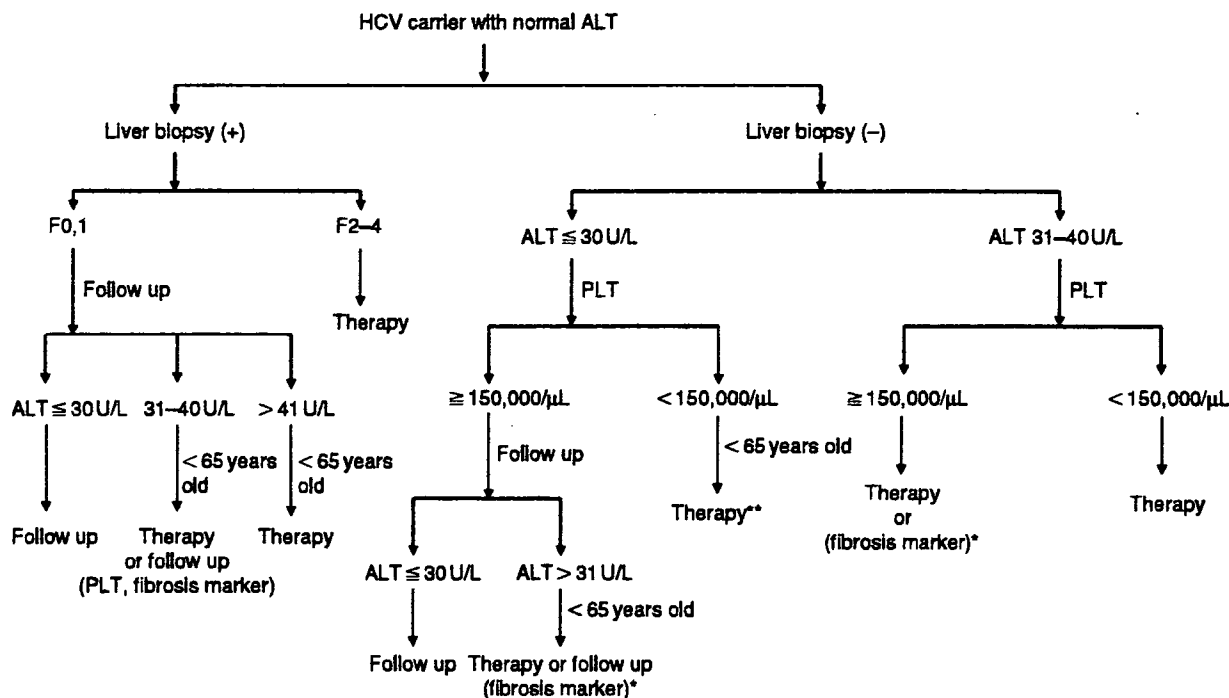 HCV carrier with normal ALT
Liver biopsy (+)
Liver biopsy (–)
F0,1
F2–4
ALT ≦ 30 U/L
ALT 31–40 U/L
Follow up
Therapy
PLT
PLT
ALT ≦ 30 U/L
31–40 U/L
> 41 U/L
≧ 150,000/μL
< 150,000/μL
≧ 150,000/μL
< 150,000/μL
< 65 years
old
< 65 years
old
Follow up
< 65 years old
Follow up
Therapy
or follow up
(PLT, fibrosis marker)
Therapy
Therapy**
Therapy
or
(fibrosis marker)*
Therapy
ALT ≦ 30 U/L
ALT > 31 U/L
< 65 years old
Follow up
Therapy or follow up
(fibrosis marker)*